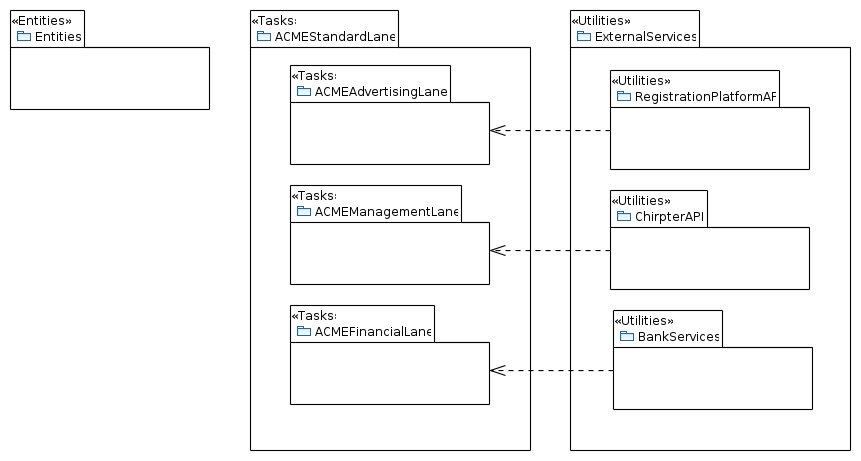 «Entities»
Entities
«Tasks:
ACMEStandardLane
«Tasks:
ACMEAdvertisingLane
«Tasks:
ACMEManagementLane
«Tasks:
ACMEFinancialLane
«Utilities»
ExternalServices
«Utilities»
RegistrationPlatformAP
«Utilities»
ChirpterAPI
«Utilities»
BankServices